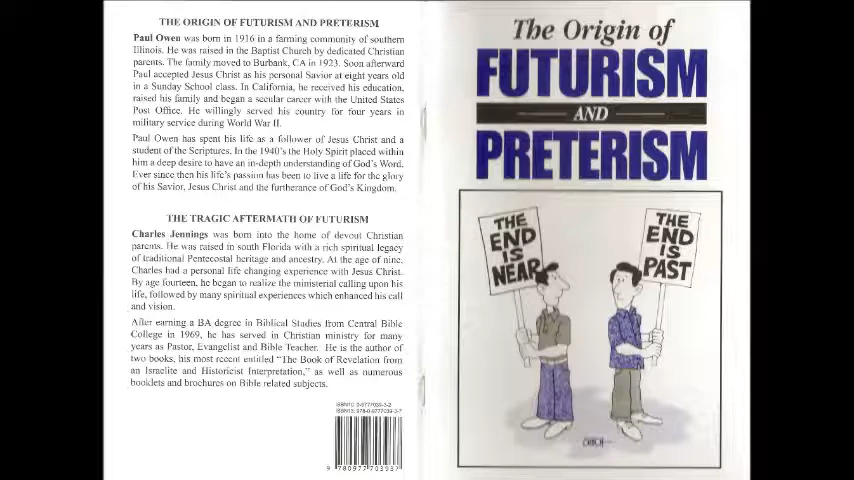 THE ORIGIN OF FUTURISM AND PRETERISM
Paul Owen was born in 1916 in a farming community of southern
Illinois. He was raised in the Baptist Church by dedicated Christian
parents. The family moved to Burbank, CA in 1923. Soon afterward
Paul accepted Jesus Christ as his personal Savior at eight years old
in a Sunday School class. In California, he received his education,
raised his family and began a secular career with the United States
Post Office. He willingly served his country for four years in
military service during World War II.
Paul Owen has spent his life as a follower of Jesus Christ and a
student of the Scriptures. In the 1940's the Holy Spirit placed within
him a deep desire to have an in-depth understanding of God's Word.
Ever since then his life's passion has been to live a life for the glory
of his Savior, Jesus Christ and the furtherance of God's Kingdom.
THE TRAGIC AFTERMATH OF FUTURISM
Charles Jennings was born into the home of devout Christian
parents. He was raised in south Florida with a rich spiritual legacy
of traditional Pentecostal heritage and ancestry. At the age of nine,
Charles had a personal life changing experience with Jesus Christ.
By age fourteen, he began to realize the ministerial calling upon his
life, followed by many spiritual experiences which enhanced his call
and vision.
After earning a BA degree in Biblical Studies from Central Bible
College in 1969, he has served in Christian ministry for many
years as Pastor, Evangelist and Bible Teacher. He is the author of
two books, his most recent entitled "The Book of Revelation from
an Israelite and Historicist Interpretation," as well as numerous
booklets and brochures on Bible related subjects.
ISBN10: 0-9777039-3-2
ISBN13: 978-0-9777039-3-7
9 780977 703937
The Origin of
FUTURISM
AND
PRETERISM
THE
END
IS
NEAR
THE
END
IS
PAST